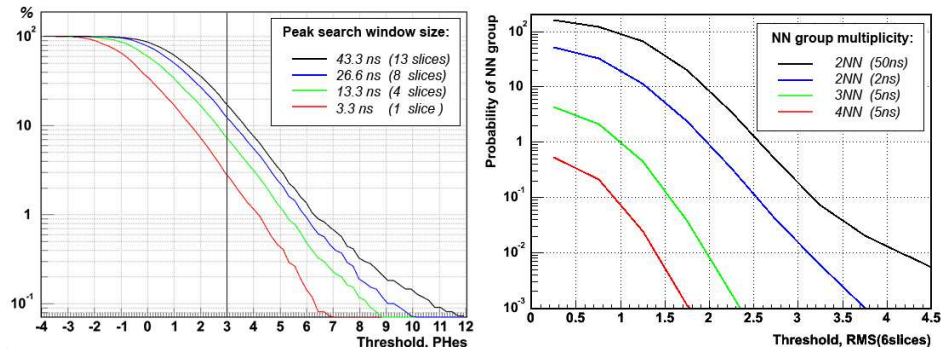 %
10²
10
1
10⁻¹
-4 -3 -2 -1 0 1 2 3 4 5 6 7 8 9 10 11 12
Threshold, PHes
Peak search window size:
43.3 ns (13 slices)
26.6 ns (8 slices)
13.3 ns (4 slices)
3.3 ns (1 slice )
Probability of NN group
10²
10
1
10⁻¹
10⁻²
10⁻³
0 0.5 1 1.5 2 2.5 3 3.5 4 4.5
Threshold, RMS(6slices)
NN group multiplicity:
2NN (50ns)
2NN (2ns)
3NN (5ns)
4NN (5ns)